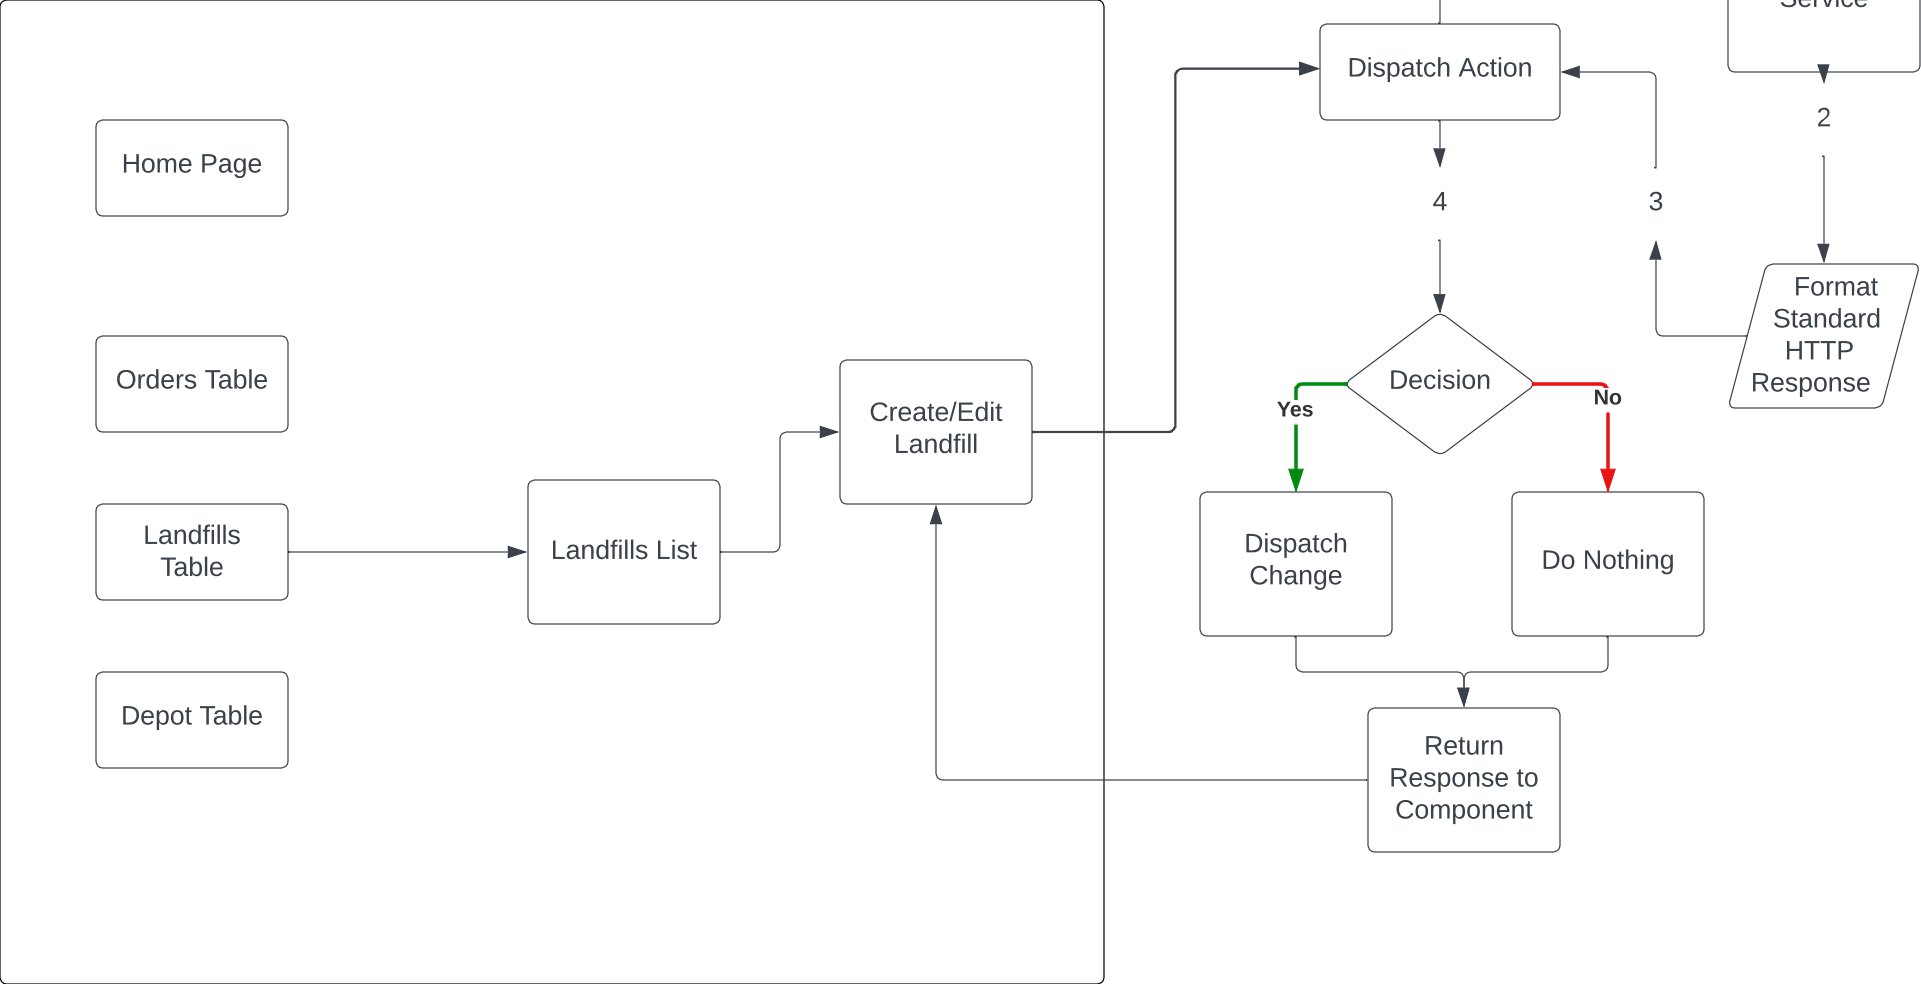 Service
Dispatch Action
2
Home Page
4
3
Format
Standard
HTTP
Response
Orders Table
Decision
Create/Edit
Landfill
Yes
No
Landfills
Table
Landfills List
Dispatch
Change
Do Nothing
Depot Table
Return
Response to
Component